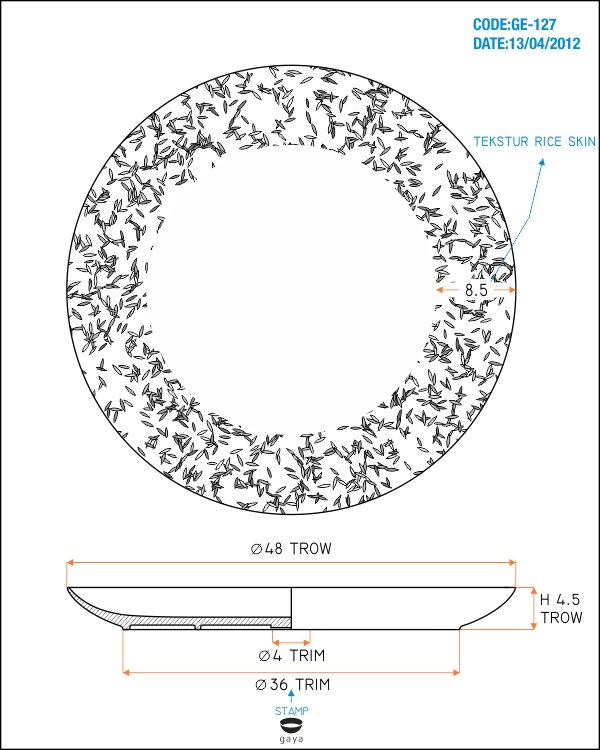 CODE:GE-127
DATE:13/04/2012
TEKSTUR RICE SKIN
8.5
Ø48 TROW
H 4.5
TROW
Ø4 TRIM
Ø36 TRIM
STAMP
gaya